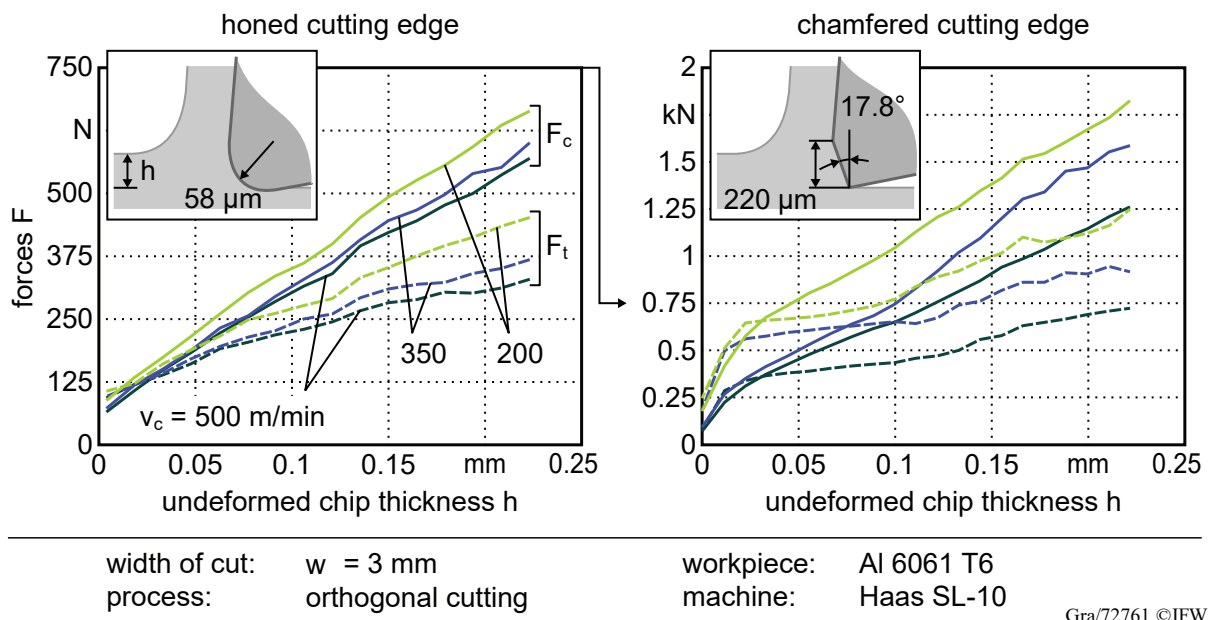 honed cutting edge
chamfered cutting edge
750
N
500
375
250
125
0
forces F
h
58 µm
F_c
F_t
350
200
v_c = 500 m/min
0
0.05
0.1
0.15
mm
0.25
undeformed chip thickness h
2
kN
1.5
1.25
1
0.75
0.5
0.25
0
17.8°
220 µm
0
0.05
0.1
0.15
mm
0.25
undeformed chip thickness h
width of cut: w = 3 mm
process: orthogonal cutting
workpiece: Al 6061 T6
machine: Haas SL-10
Gra/72761 ©IFW